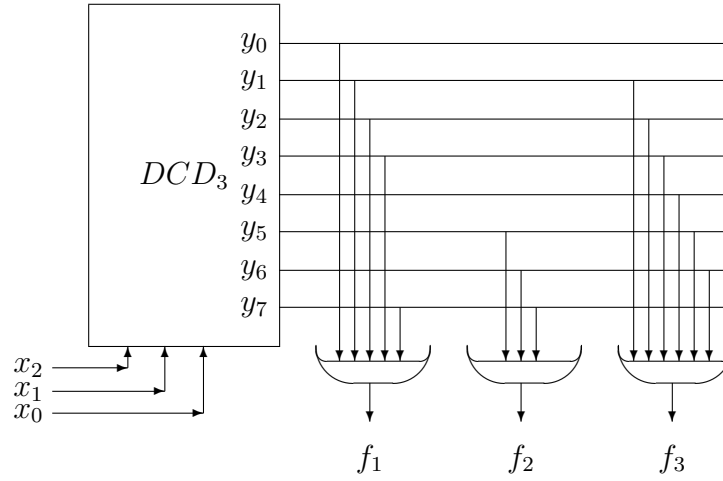 y₀
y₁
y₂
DCD₃
y₃
y₄
y₅
y₆
y₇
x₂
x₁
x₀
f₁ f₂ f₃